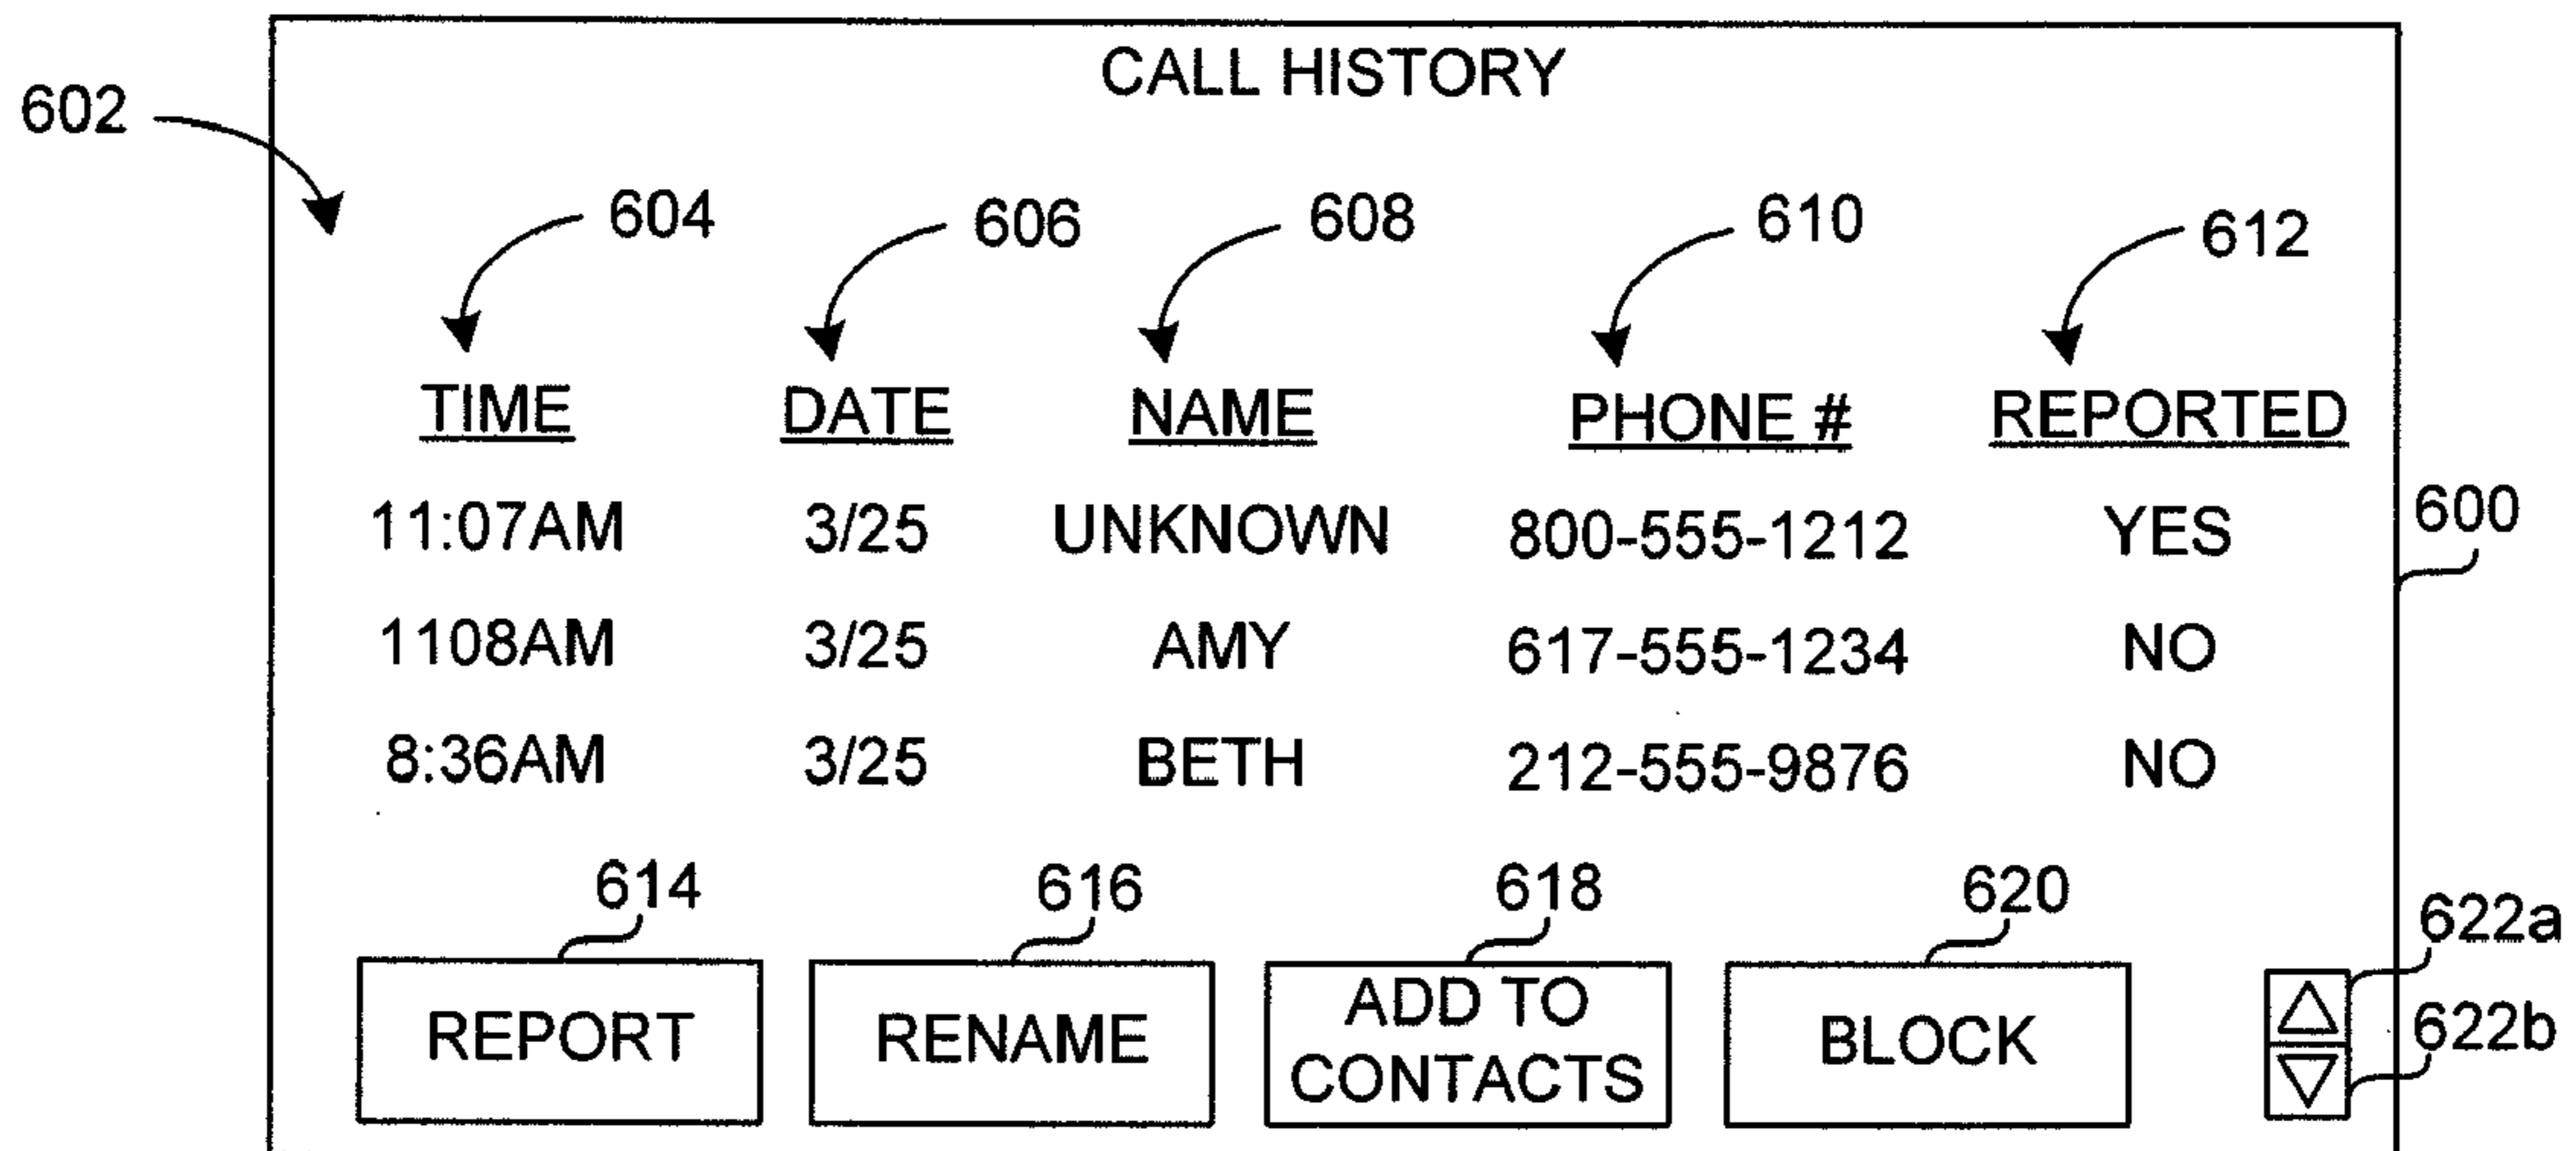 CALL HISTORY
602
604 606 608 610 612
TIME DATE NAME PHONE # REPORTED
11:07AM 3/25 UNKNOWN 800-555-1212 YES
600
1108AM 3/25 AMY 617-555-1234 NO
8:36AM 3/25 BETH 212-555-9876 NO
614 616 618 620 622a
REPORT RENAME ADD TO CONTACTS BLOCK 622b